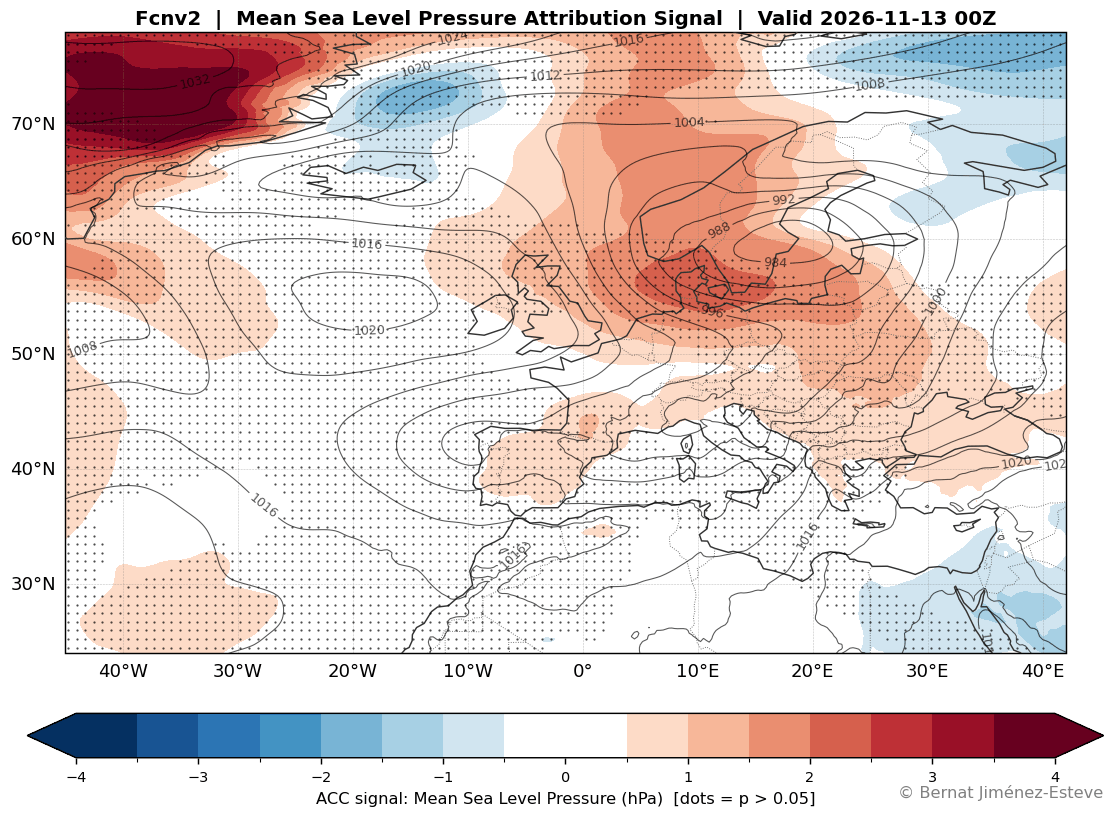 Fcnv2 | Mean Sea Level Pressure Attribution Signal | Valid 2026-11-13 00Z
1024
1016
1020
1032
1012
1008
70°N
1004
992
988
60°N
1016
984
1000
996
1020
50°N
1008
40°N
1020
102
1016
1016
1016
30°N
40°W
30°W
20°W
10°W
0°
10°E
20°E
30°E
40°E
−4
−3
−2
−1
0
1
2
3
4
ACC signal: Mean Sea Level Pressure (hPa) [dots = p > 0.05]
© Bernat Jiménez-Esteve